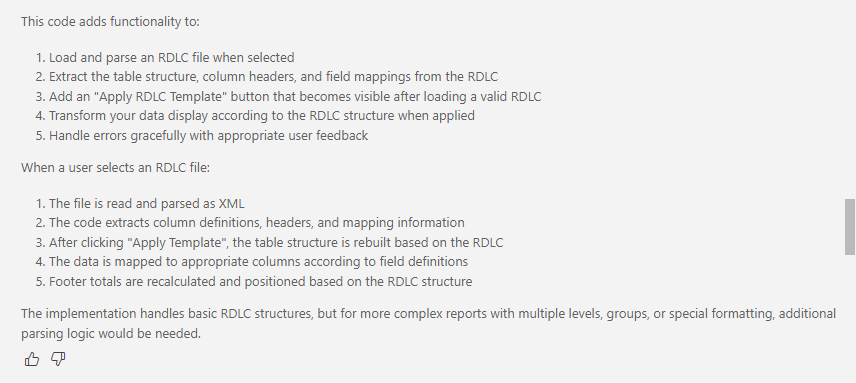 This code adds functionality to:
1. Load and parse an RDLC file when selected
2. Extract the table structure, column headers, and field mappings from the RDLC
3. Add an "Apply RDLC Template" button that becomes visible after loading a valid RDLC
4. Transform your data display according to the RDLC structure when applied
5. Handle errors gracefully with appropriate user feedback
When a user selects an RDLC file:
1. The file is read and parsed as XML
2. The code extracts column definitions, headers, and mapping information
3. After clicking "Apply Template", the table structure is rebuilt based on the RDLC
4. The data is mapped to appropriate columns according to field definitions
5. Footer totals are recalculated and positioned based on the RDLC structure
The implementation handles basic RDLC structures, but for more complex reports with multiple levels, groups, or special formatting, additional
parsing logic would be needed.